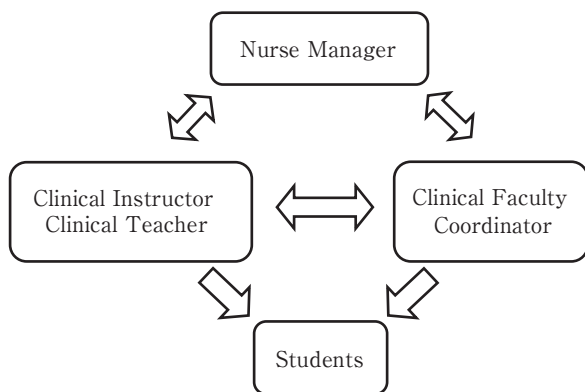 Nurse Manager
Clinical Instructor
Clinical Teacher
Clinical Faculty
Coordinator
Students